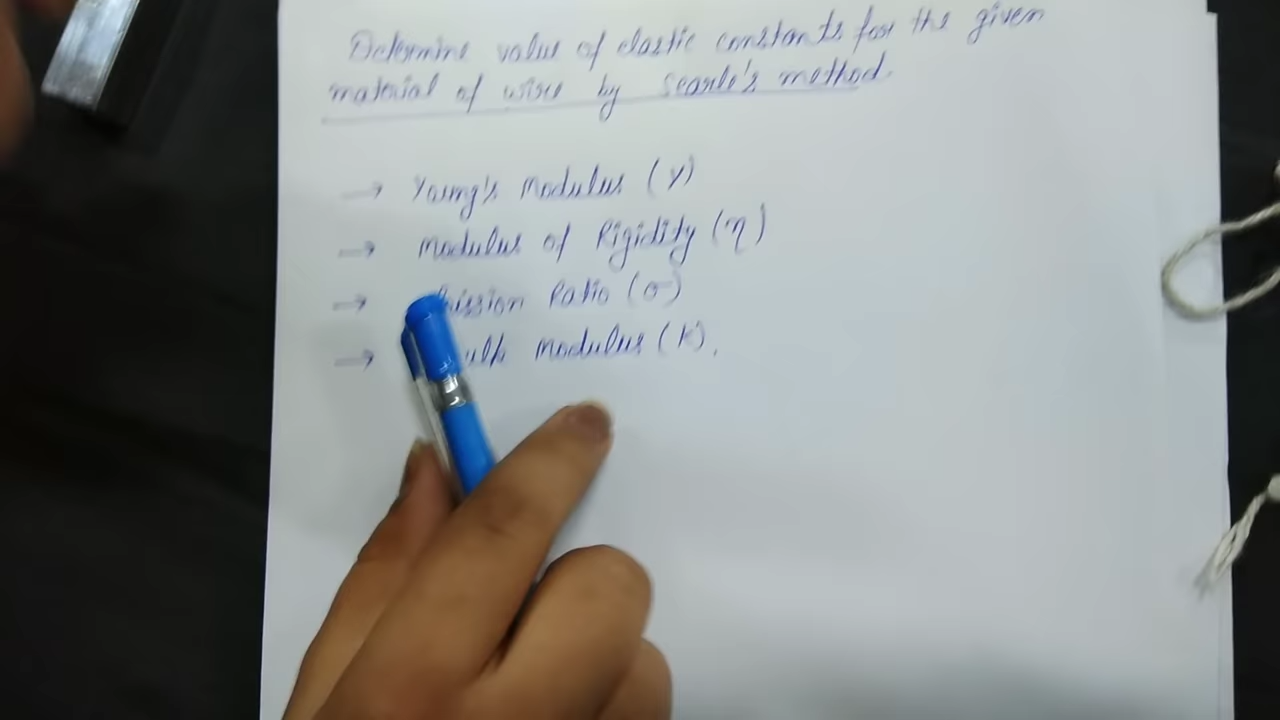 Determine value of elastic constants for the given
material of wire by Searle's method.
→ Young's Modulus (Y)
→ Modulus of Rigidity (η)
→ Ratio (σ)
→ Modulus (K).